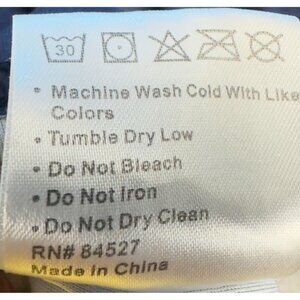 30
• Machine Wash Cold With Like
Colors
• Tumble Dry Low
• Do Not Bleach
• Do Not Iron
• Do Not Dry Clean
RN# 84527
Made in China